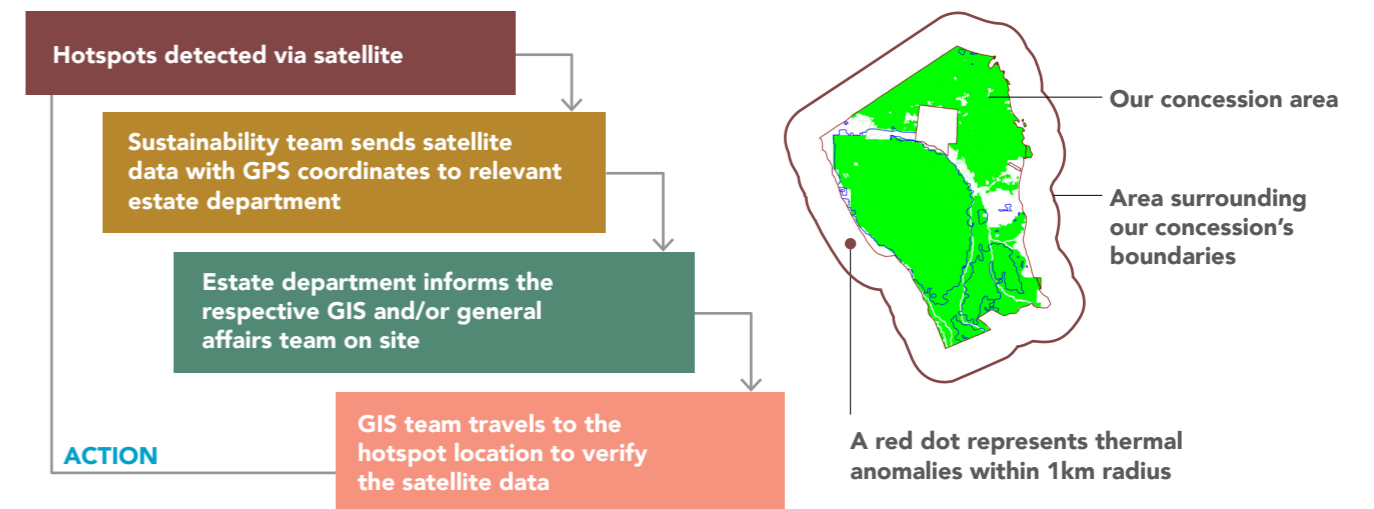 Hotspots detected via satellite
Sustainability team sends satellite
data with GPS coordinates to relevant
estate department
Estate department informs the
respective GIS and/or general
affairs team on site
GIS team travels to the
hotspot location to verify
the satellite data
ACTION
Our concession area
Area surrounding
our concession’s
boundaries
A red dot represents thermal
anomalies within 1km radius